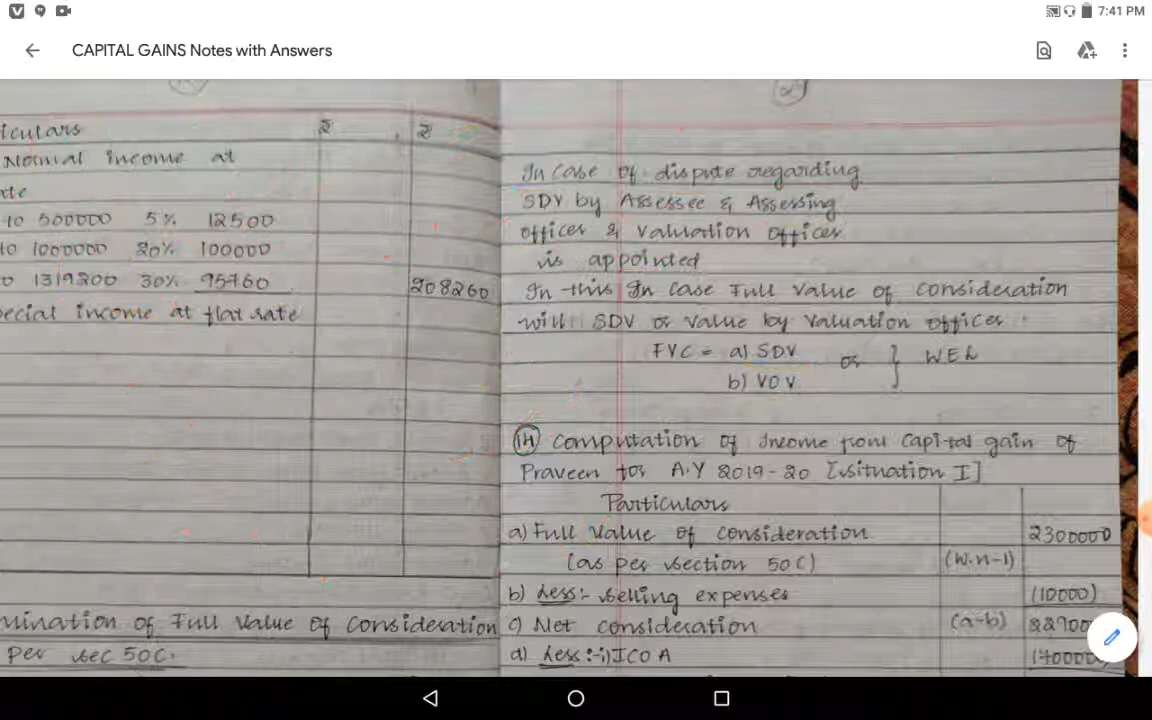 7:41 PM
CAPITAL GAINS Notes with Answers
iculars ₹ ₹
Normal income at
ate
to 500000 5% 12500
to 1000000 20% 100000
o 1319200 30% 95760 208260
pecial income at flat rate
mination of Full Value of Consideration
per sec 50C.
24
In case of dispute regarding
SDV by Assessee & Assessing
officer & valuation officer
is appointed
In this In case Full Value of consideration
will SDV or value by valuation officer
FVC = a) SDV or } WEL
b) VOV
14 Computation of Income from Capital gain of
Praveen for A.Y 2019-20 [situation I]
Particulars
a) Full Value of consideration 2300000
(as per section 50C) (W.n-1)
b) Less:- selling expenses (10000)
c) Net consideration (a-b) 22900
d) Less:-i) ICOA